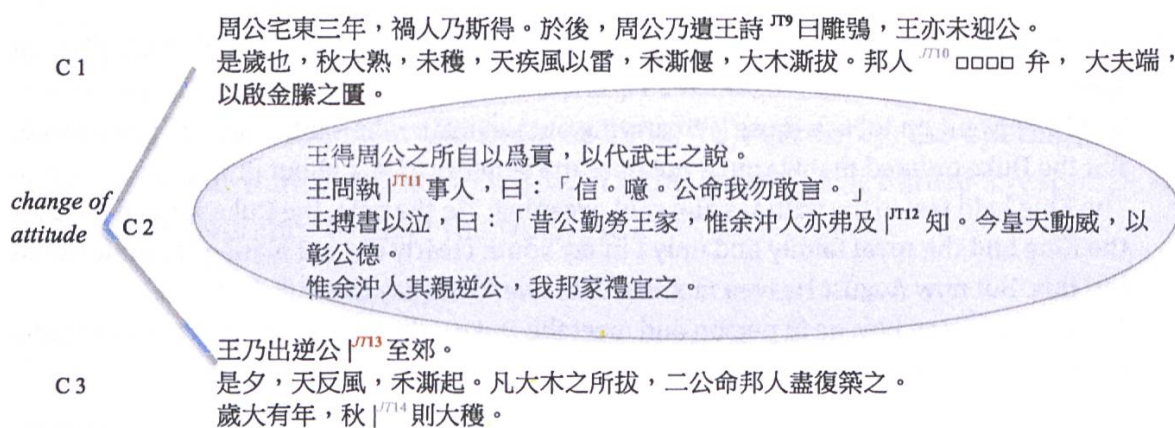 周公宅東三年，禍人乃斯得。於後，周公乃遺王詩 JT9 曰雕鴞，王亦未迎公。
C 1 是歲也，秋大熟，未穫，天疾風以雷，禾澌偃，大木澌拔。邦人 JT10 □□□□ 弁， 大夫端，
以啟金縢之匱。
王得周公之所自以爲貢，以代武王之說。
王問執|JT11 事人，曰：「信。噫。公命我勿敢言。」
change of
attitude
C 2
王搏書以泣，曰：「昔公勤勞王家，惟余沖人亦弗及|JT12 知。今皇天動威，以
彰公德。
惟余沖人其親逆公，我邦家禮宜之。
王乃出逆公|JT13 至郊。
C 3 是夕，天反風，禾澌起。凡大木之所拔，二公命邦人盡復築之。
歲大有年，秋|JT14 則大穫。